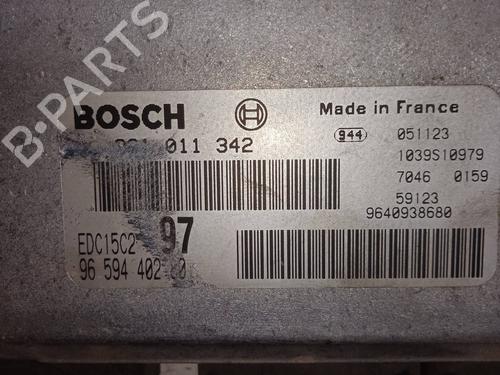 B-PARTS
BOSCH
Made in France
011 342
944 051123
1039S10979
7046 0159
59123
9640938680
EDC15C2 97
96 594 402